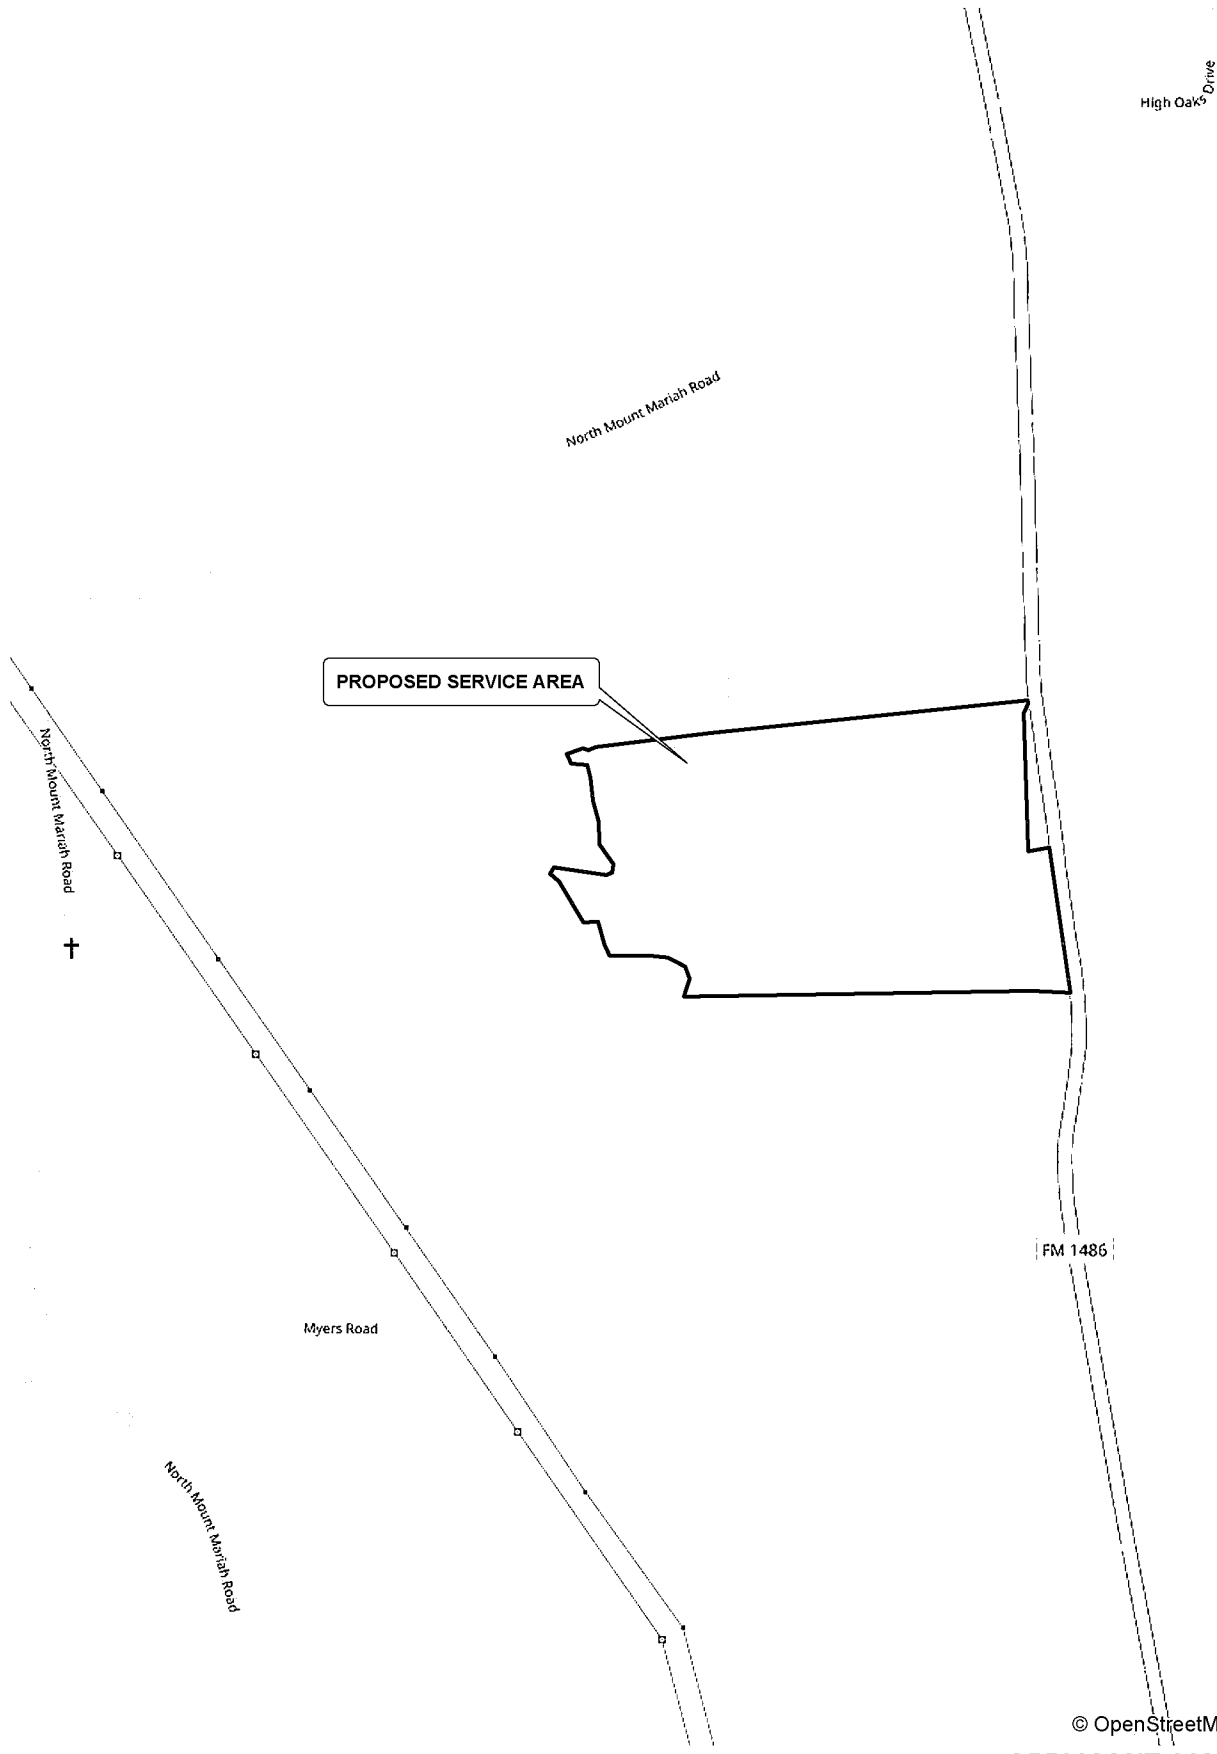 High Oaks Drive
North Mount Mariah Road
PROPOSED SERVICE AREA
North Mount Mariah Road
FM 1486
Myers Road
North Mount Mariah Road
© OpenStreetM